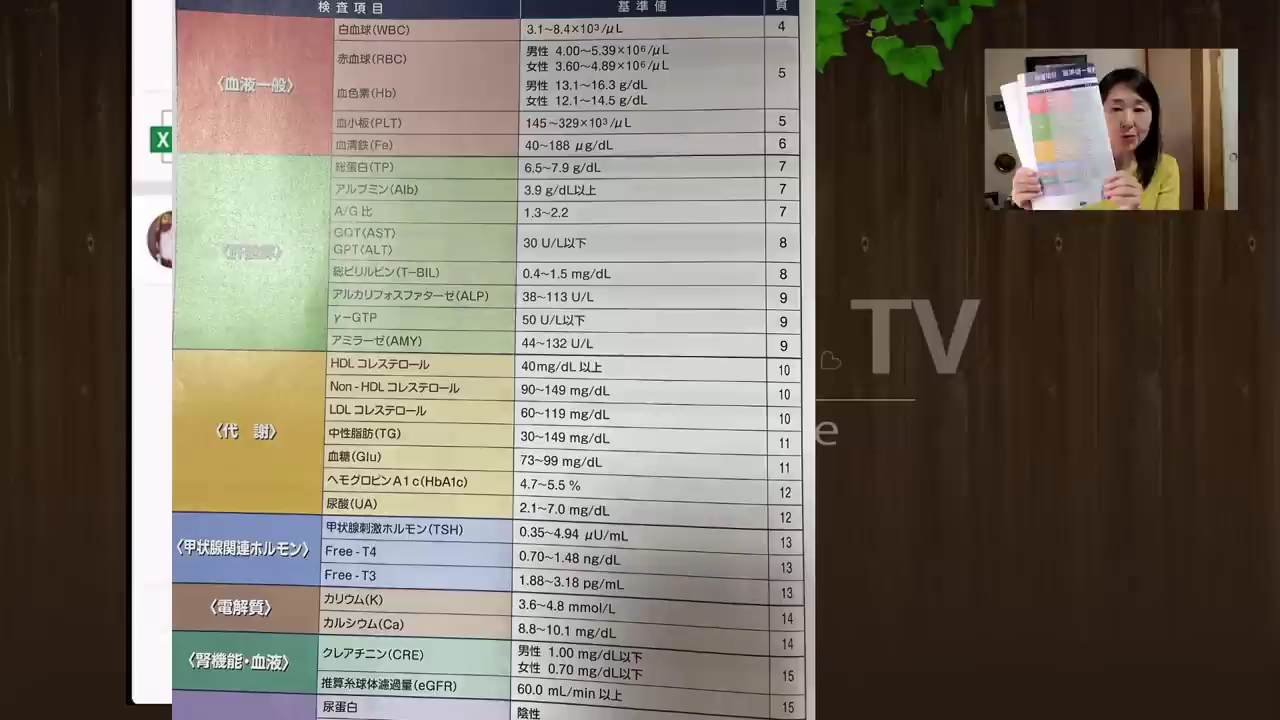 検査項目 基準値 頁
〈血液一般〉
白血球(WBC) 3.1~8.4×10³/μL 4
赤血球(RBC) 男性 4.00~5.39×10⁶/μL
女性 3.60~4.89×10⁶/μL
5
血色素(Hb) 男性 13.1~16.3 g/dL
女性 12.1~14.5 g/dL
血小板(PLT) 145~329×10³/μL 5
血清鉄(Fe) 40~188 μg/dL 6
総蛋白(TP) 6.5~7.9 g/dL 7
アルブミン(Alb) 3.9 g/dL以上 7
A/G比 1.3~2.2 7
GOT(AST)
GPT(ALT)
30 U/L以下 8
総ビリルビン(T-BIL) 0.4~1.5 mg/dL 8
アルカリフォスファターゼ(ALP) 38~113 U/L 9
γ-GTP 50 U/L以下 9
アミラーゼ(AMY) 44~132 U/L 9
〈代 謝〉
HDL コレステロール 40mg/dL以上 10
Non-HDL コレステロール 90~149 mg/dL 10
LDL コレステロール 60~119 mg/dL 10
中性脂肪(TG) 30~149 mg/dL 11
血糖(Glu) 73~99 mg/dL 11
ヘモグロビンA1c(HbA1c) 4.7~5.5 % 12
尿酸(UA) 2.1~7.0 mg/dL 12
〈甲状腺関連ホルモン〉
甲状腺刺激ホルモン(TSH) 0.35~4.94 μU/mL 13
Free-T4 0.70~1.48 ng/dL 13
Free-T3 1.88~3.18 pg/mL 13
〈電解質〉
カリウム(K) 3.6~4.8 mmol/L 14
カルシウム(Ca) 8.8~10.1 mg/dL 14
〈腎機能・血液〉
クレアチニン(CRE) 男性 1.00 mg/dL以下
女性 0.70 mg/dL以下
15
推算糸球体濾過量(eGFR) 60.0 mL/min以上 15
尿蛋白 陰性
TV
e
X